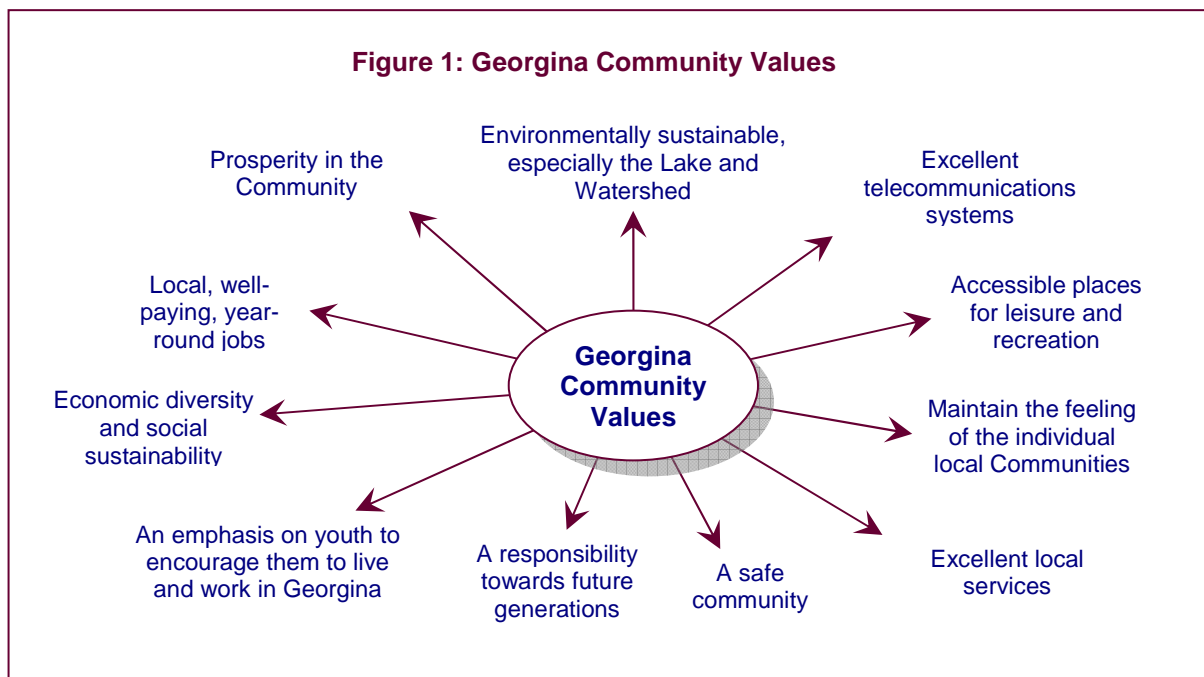 Figure 1: Georgina Community Values
Prosperity in the
Community
Environmentally sustainable,
especially the Lake and
Watershed
Excellent
telecommunications
systems
Local, well-
paying, year-
round jobs
Accessible places
for leisure and
recreation
Georgina
Community
Values
Economic diversity
and social
sustainability
Maintain the feeling
of the individual
local Communities
An emphasis on youth to
encourage them to live
and work in Georgina
A responsibility
towards future
generations
A safe
community
Excellent local
services